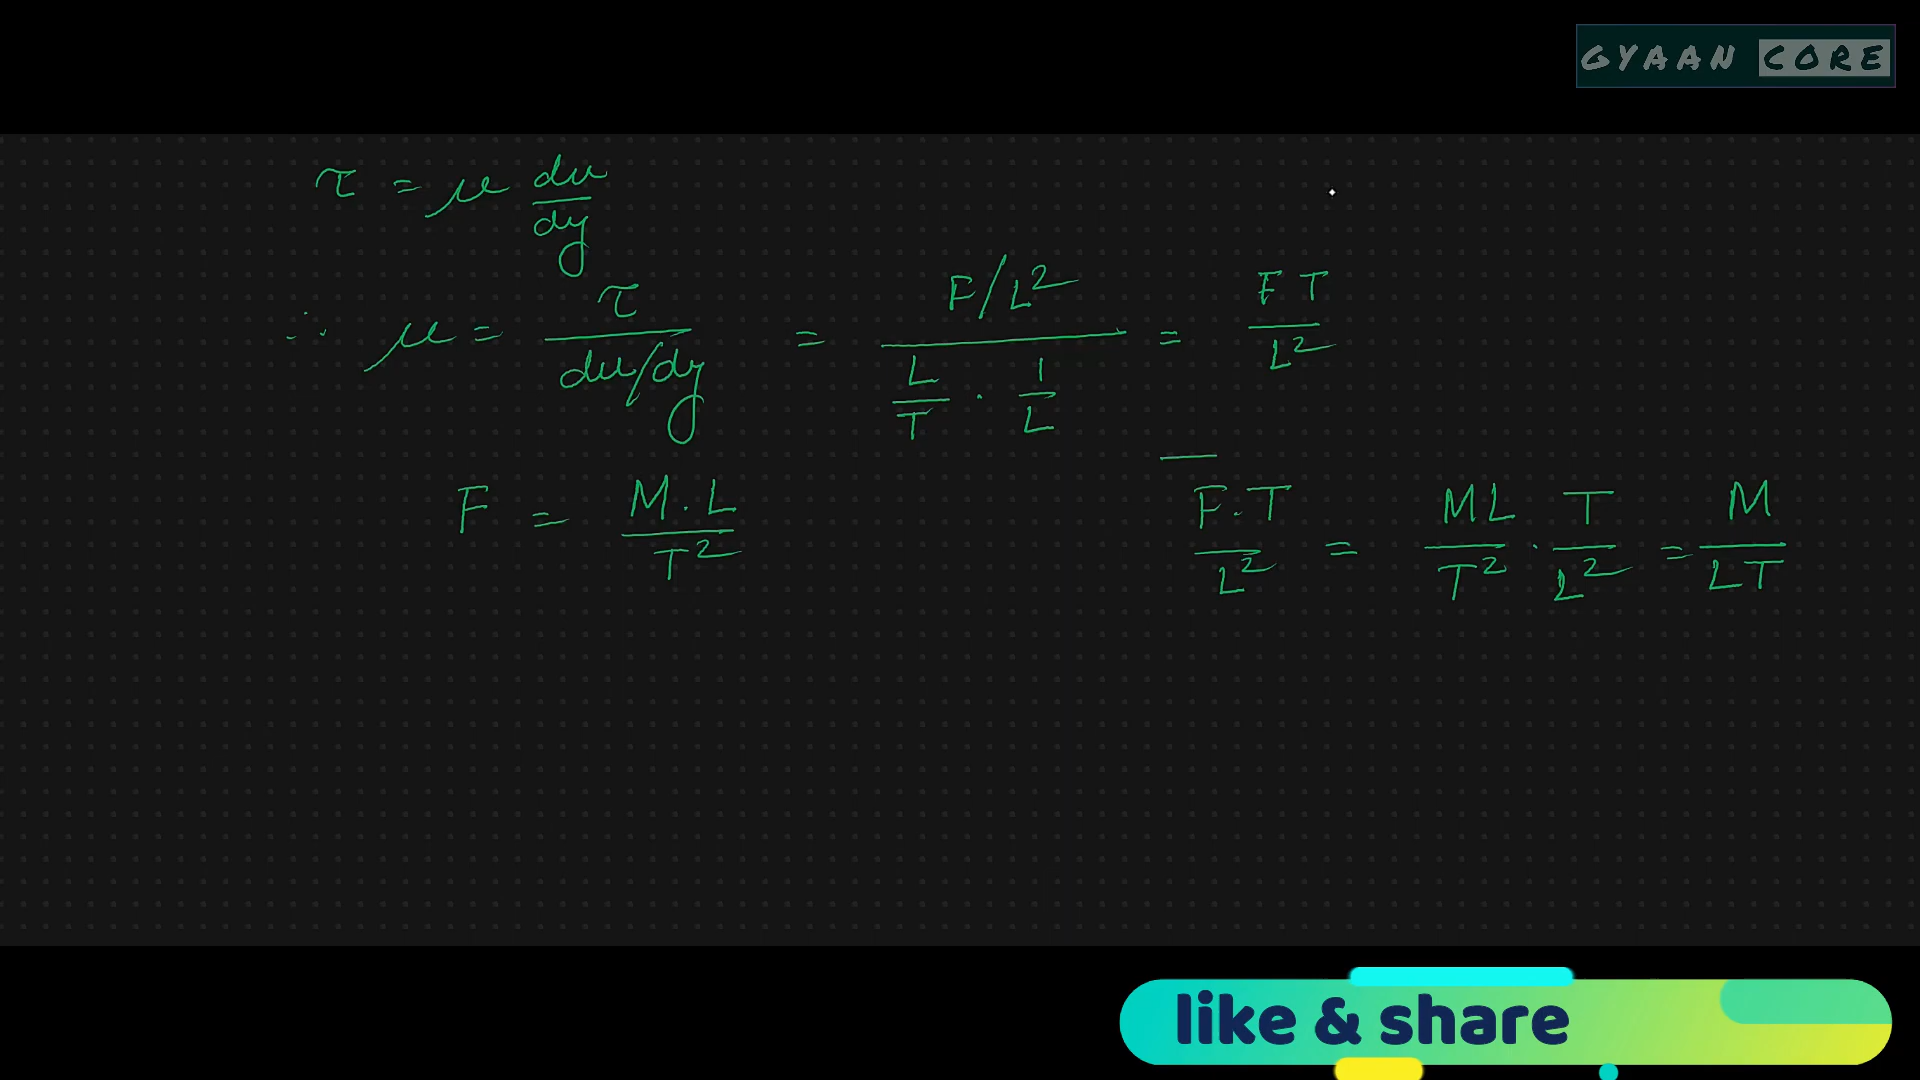 GYAAN CORE
τ = μ du/dy
∴ μ = τ / (du/dy) = (F/L²) / (L/T · 1/L) = FT/L²
F = M.L/T²
F.T/L² = ML/T² · T/L² = M/LT
like & share